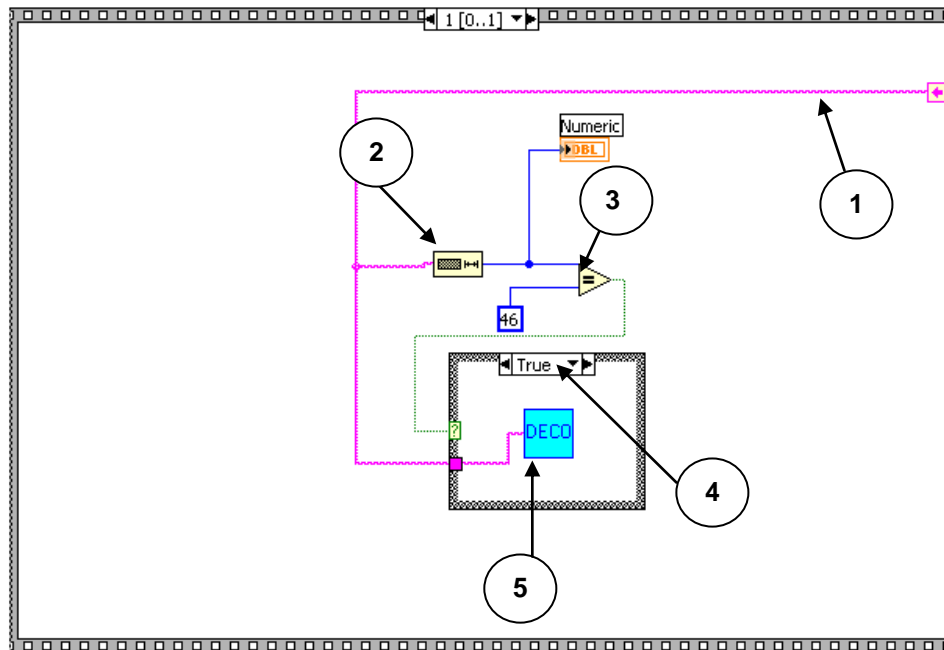 1 [0..1]
Numeric
DBL
2
3
1
=
46
True
?
DECO
4
5